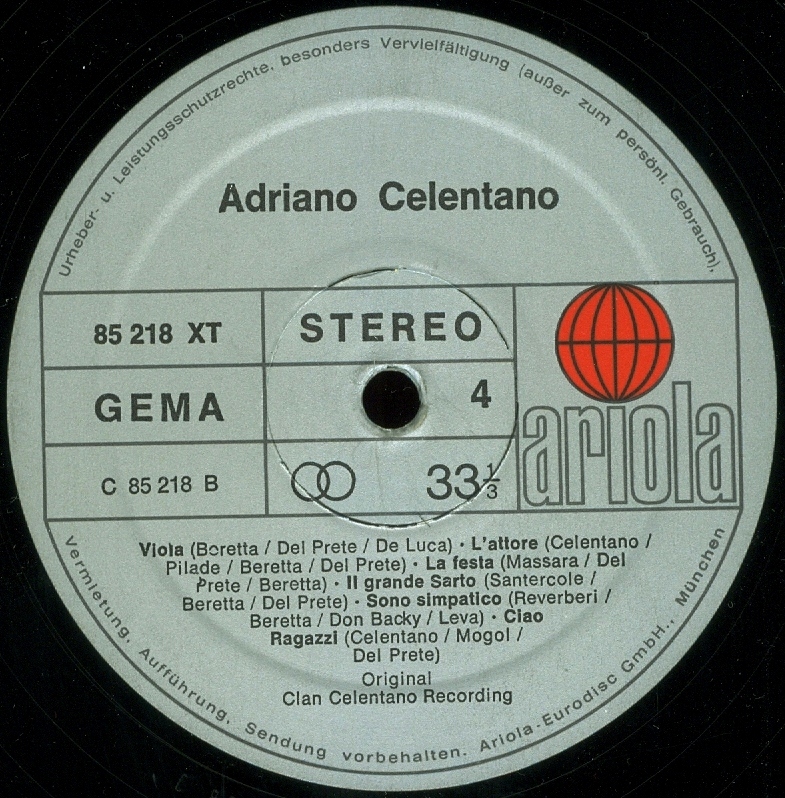 Urheber- u. Leistungsschutzrechte, besonders Vervielfältigung (außer zum persönl. Gebrauch),
Adriano Celentano
85 218 XT
STEREO
GEMA
4
ariola
C 85 218 B
33 1/3
Viola (Beretta / Del Prete / De Luca) · L'attore (Celentano /
Pilade / Beretta / Del Prete) · La festa (Massara / Del
Prete / Beretta) · Il grande Sarto (Santercole /
Beretta / Del Prete) · Sono simpatico (Reverberi /
Beretta / Don Backy / Leva) · Ciao
Ragazzi (Celentano / Mogol /
Del Prete)
Original
Clan Celentano Recording
Vermietung, Aufführung, Sendung vorbehalten. Ariola-Eurodisc GmbH., München